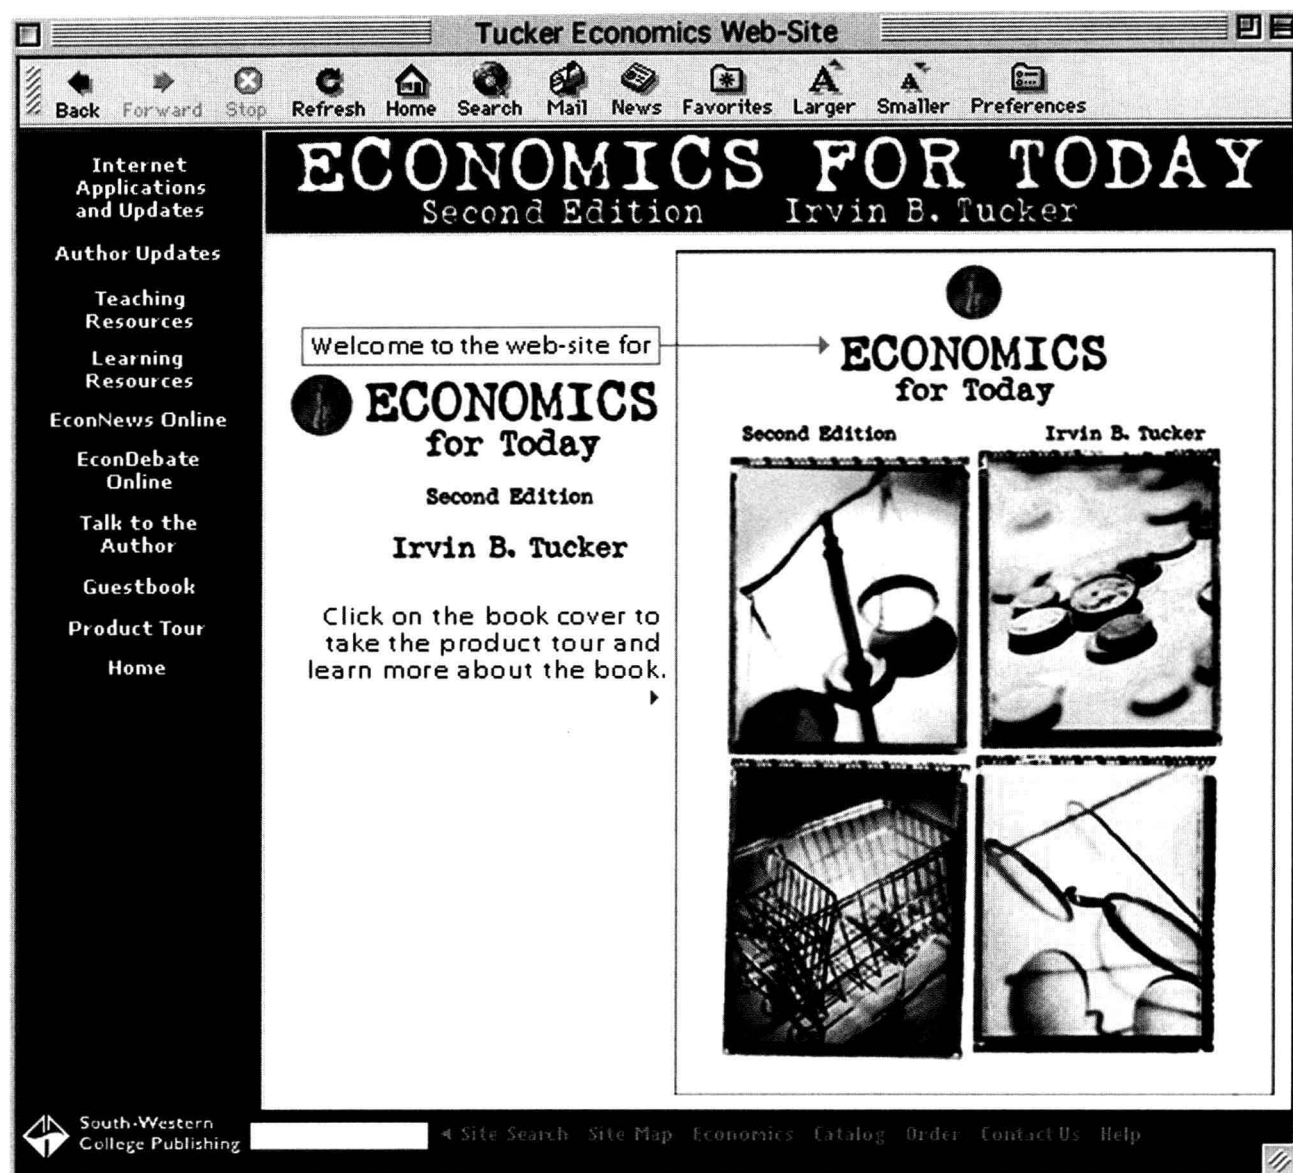 Tucker Economics Web-Site
Back Forward Stop Refresh Home Search Mail News Favorites Larger Smaller Preferences
Internet
Applications
and Updates
Author Updates
Teaching
Resources
Learning
Resources
EconNews Online
EconDebate
Online
Talk to the
Author
Guestbook
Product Tour
Home
ECONOMICS FOR TODAY
Second Edition Irvin B. Tucker
Welcome to the web-site for
ECONOMICS
for Today
Second Edition
Irvin B. Tucker
Click on the book cover to
take the product tour and
learn more about the book.
ECONOMICS
for Today
Second Edition Irvin B. Tucker
South-Western
College Publishing
Site Search Site Map Economics Catalog Order Contact Us Help